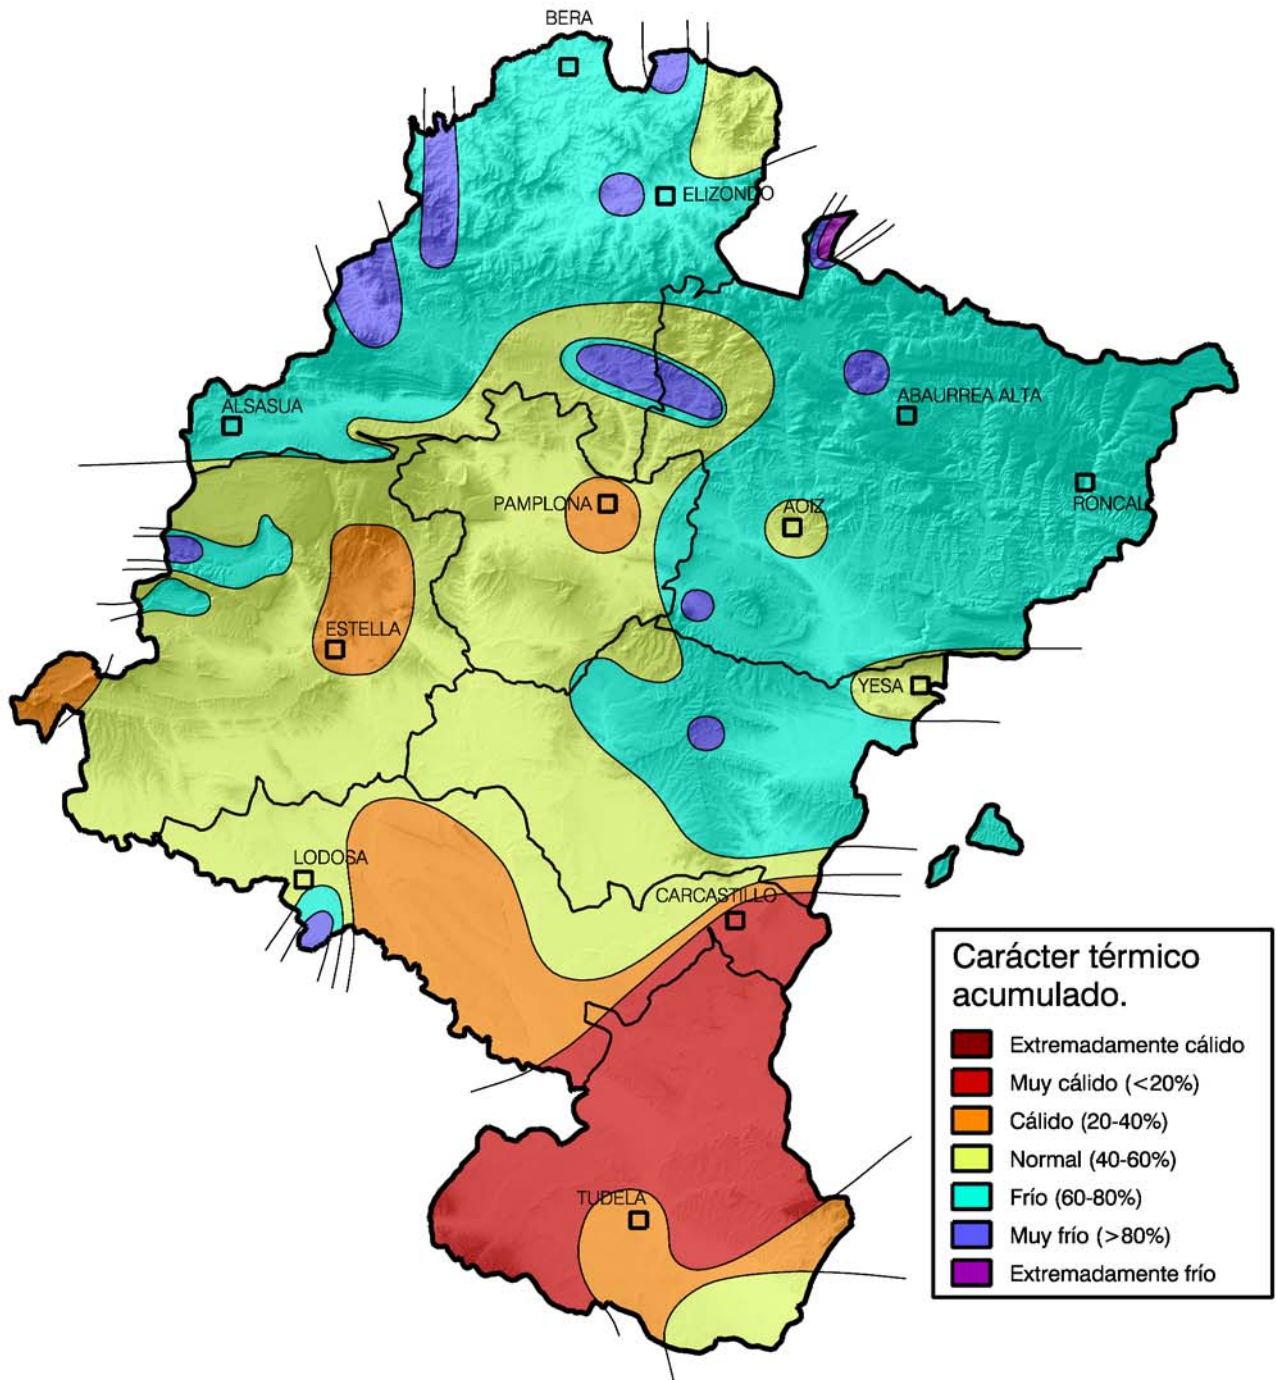 BERA
ELIZONDO
ALSASUA
ABAURREA ALTA
PAMPLONA
AOIZ
RONCAL
ESTELLA
YESA
LODOSA
CARCASTILLO
TUDELA
Carácter térmico
acumulado.
Extremadamente cálido
Muy cálido (<20%)
Cálido (20-40%)
Normal (40-60%)
Frío (60-80%)
Muy frío (>80%)
Extremadamente frío